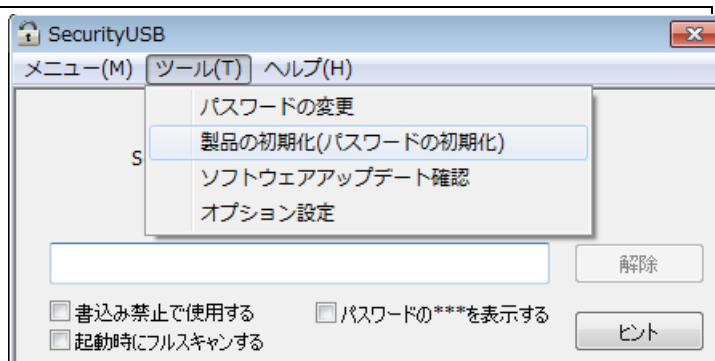 SecurityUSB
メニュー(M) ツール(T) ヘルプ(H)
パスワードの変更
製品の初期化(パスワードの初期化)
S
ソフトウェアアップデート確認
オプション設定
解除
書込み禁止で使用する
パスワードの***を表示する
起動時にフルスキャンする
ヒント